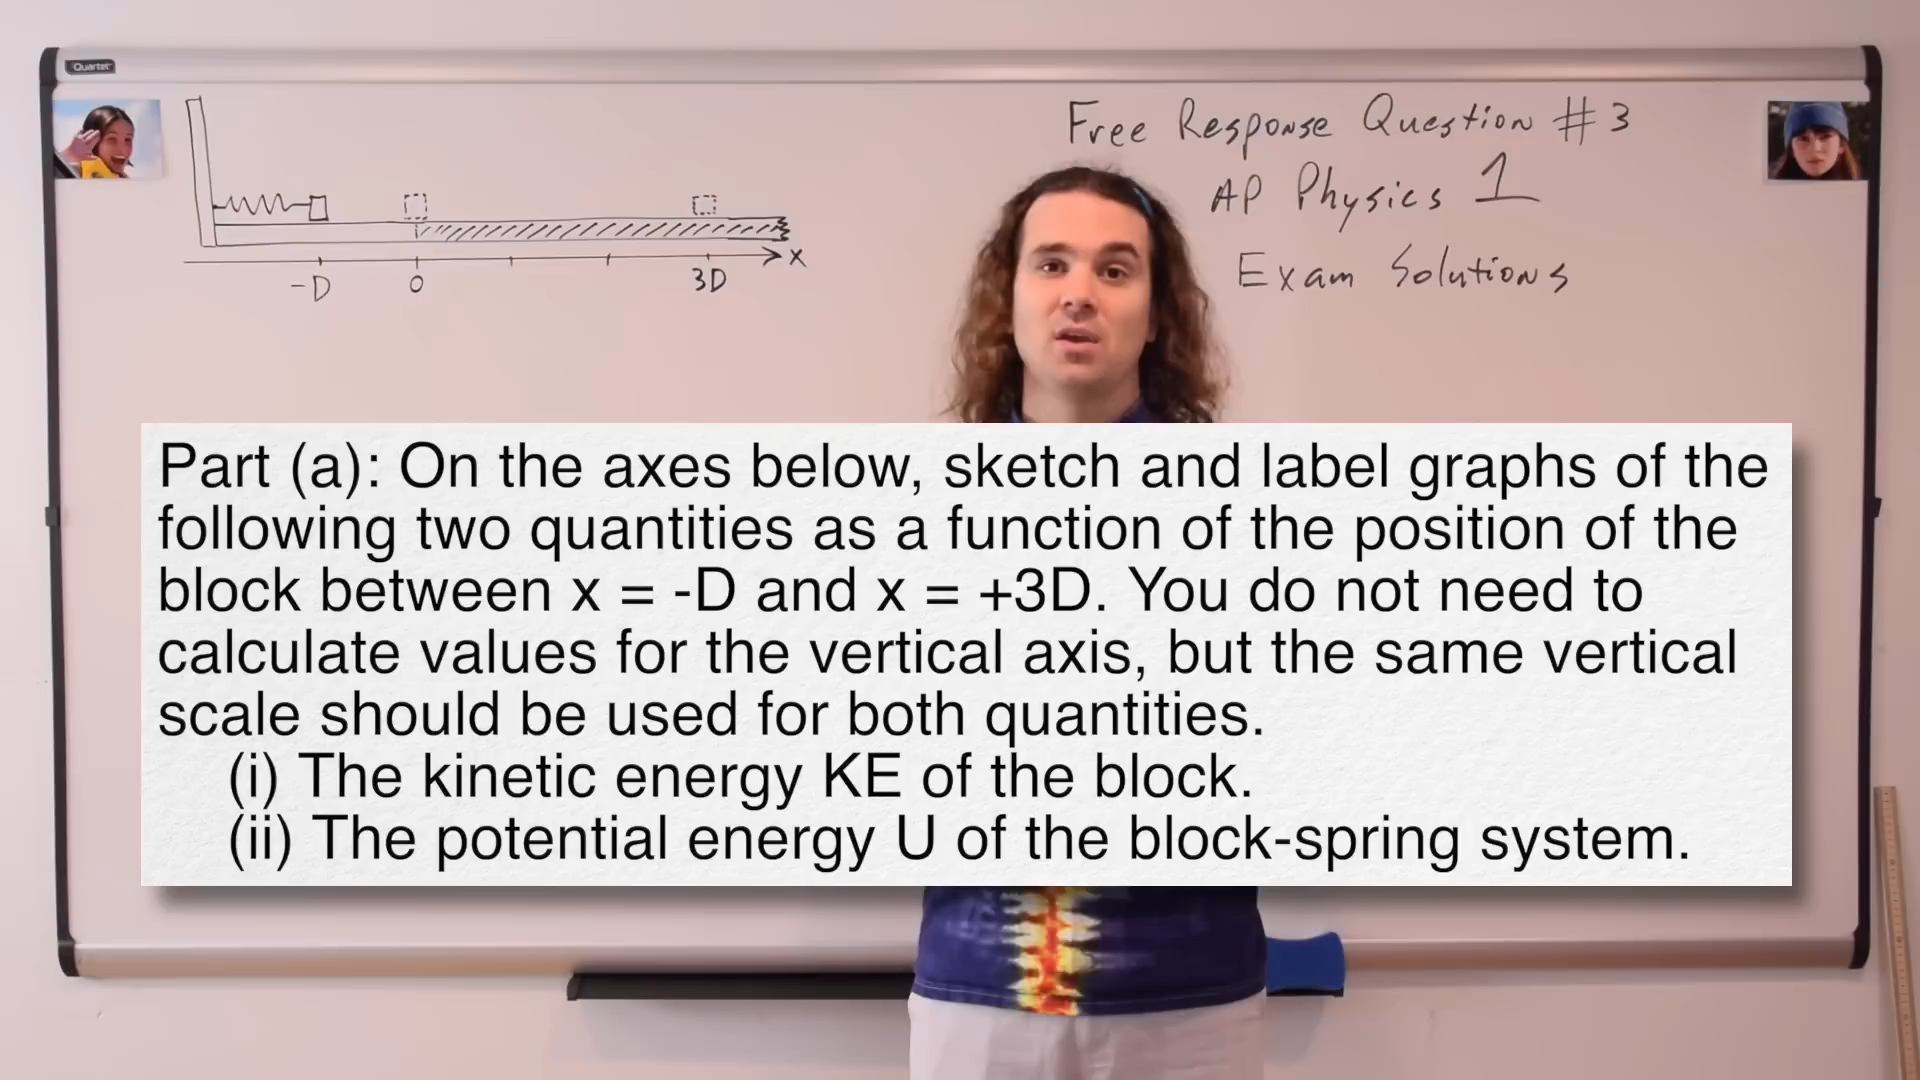 Quartet
Free Response Question #3
AP Physics 1
Exam Solutions
-D 0 3D x
Part (a): On the axes below, sketch and label graphs of the
following two quantities as a function of the position of the
block between x = -D and x = +3D. You do not need to
calculate values for the vertical axis, but the same vertical
scale should be used for both quantities.
(i) The kinetic energy KE of the block.
(ii) The potential energy U of the block-spring system.